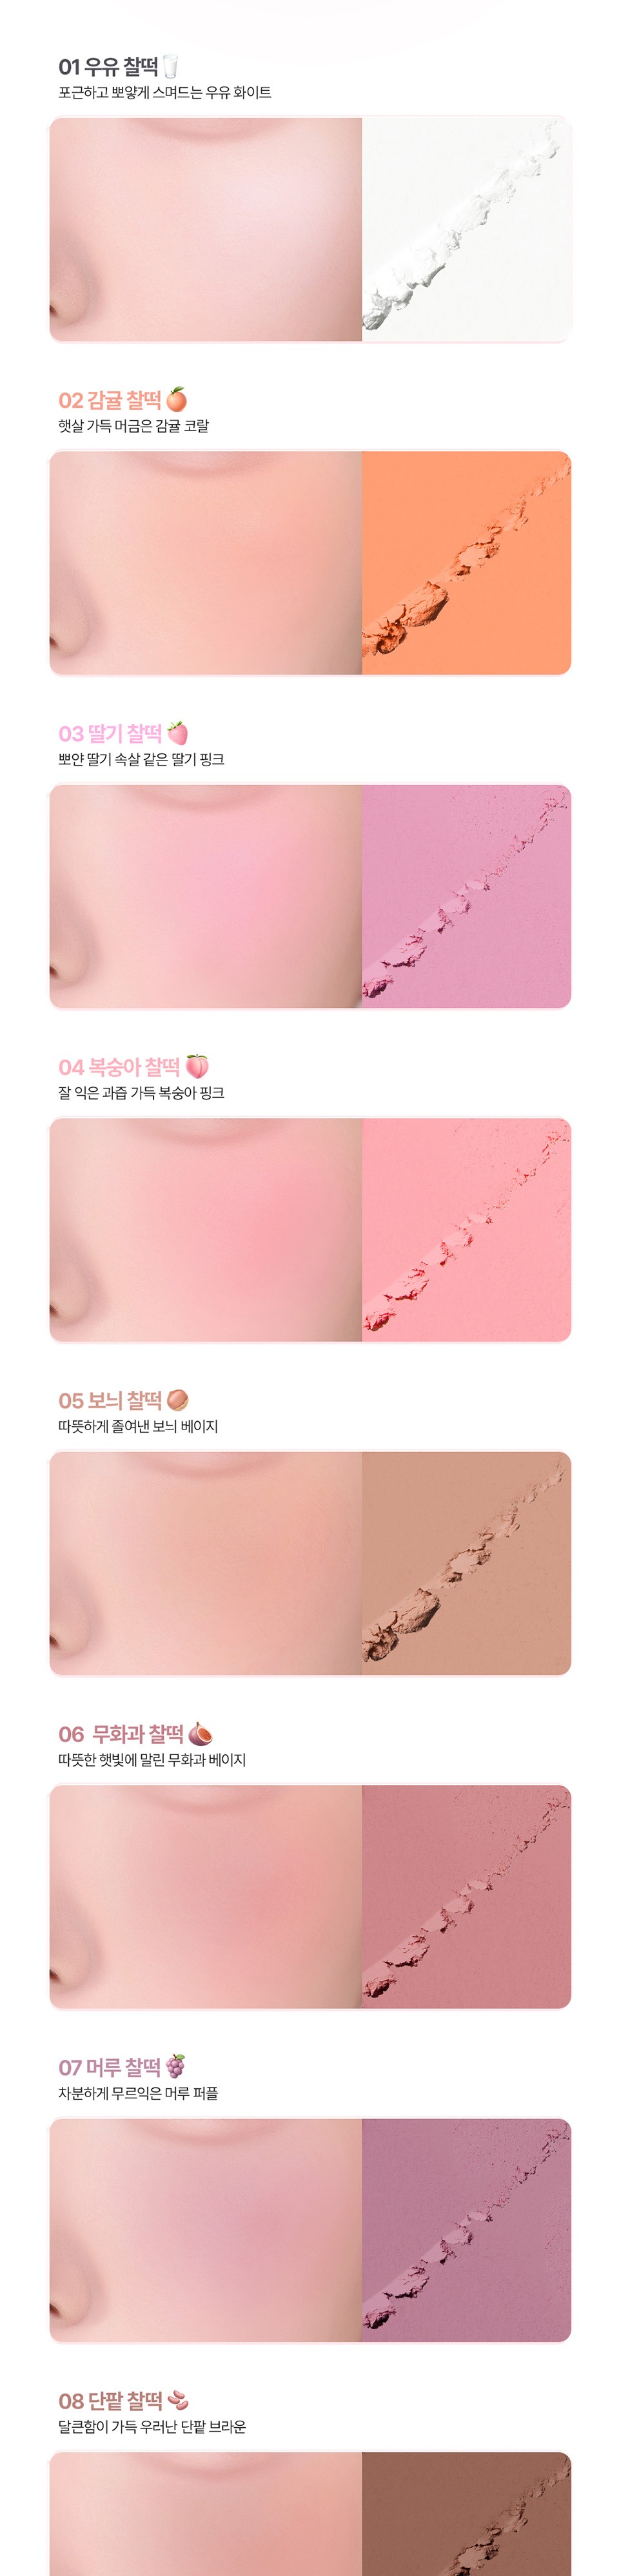 01 우유 찰떡
포근하고 뽀얗게 스며드는 우유 화이트
02 감귤 찰떡
햇살 가득 머금은 감귤 코랄
03 딸기 찰떡
뽀얀 딸기 속살 같은 딸기 핑크
04 복숭아 찰떡
잘 익은 과즙 가득 복숭아 핑크
05 보늬 찰떡
따뜻하게 졸여낸 보늬 베이지
06 무화과 찰떡
따뜻한 햇빛에 말린 무화과 베이지
07 머루 찰떡
차분하게 무르익은 머루 퍼플
08 단팥 찰떡
달큰함이 가득 우러난 단팥 브라운